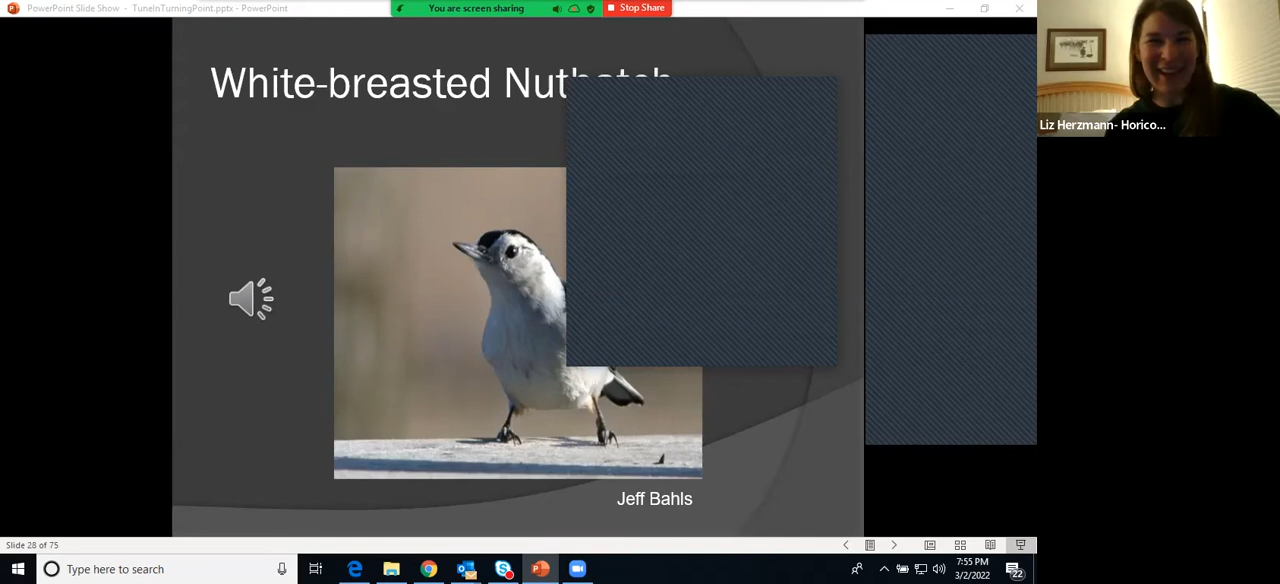 PowerPoint Slide Show - TuneInTurningPoint.pptx - PowerPoint
You are screen sharing
Stop Share
White-breasted
Liz Herzmann- Horico...
Jeff Bahls
Slide 28 of 75
Type here to search
7:55 PM
3/2/2022
22